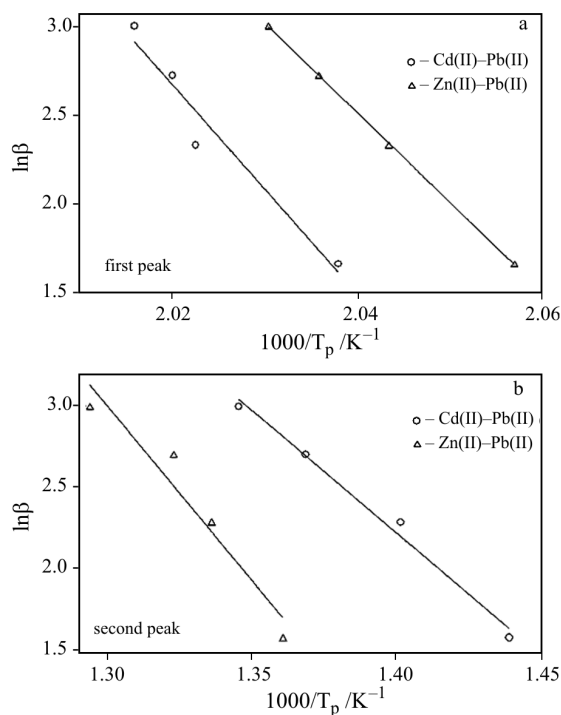 a
3.0
– Cd(II)–Pb(II)
– Zn(II)–Pb(II)
2.5
lnβ
2.0
first peak
1.5
2.02 2.04 2.06
1000/Tp /K−1
b
3.0
– Cd(II)–Pb(II)
– Zn(II)–Pb(II)
2.5
lnβ
2.0
second peak
1.5
1.30 1.35 1.40 1.45
1000/Tp /K−1